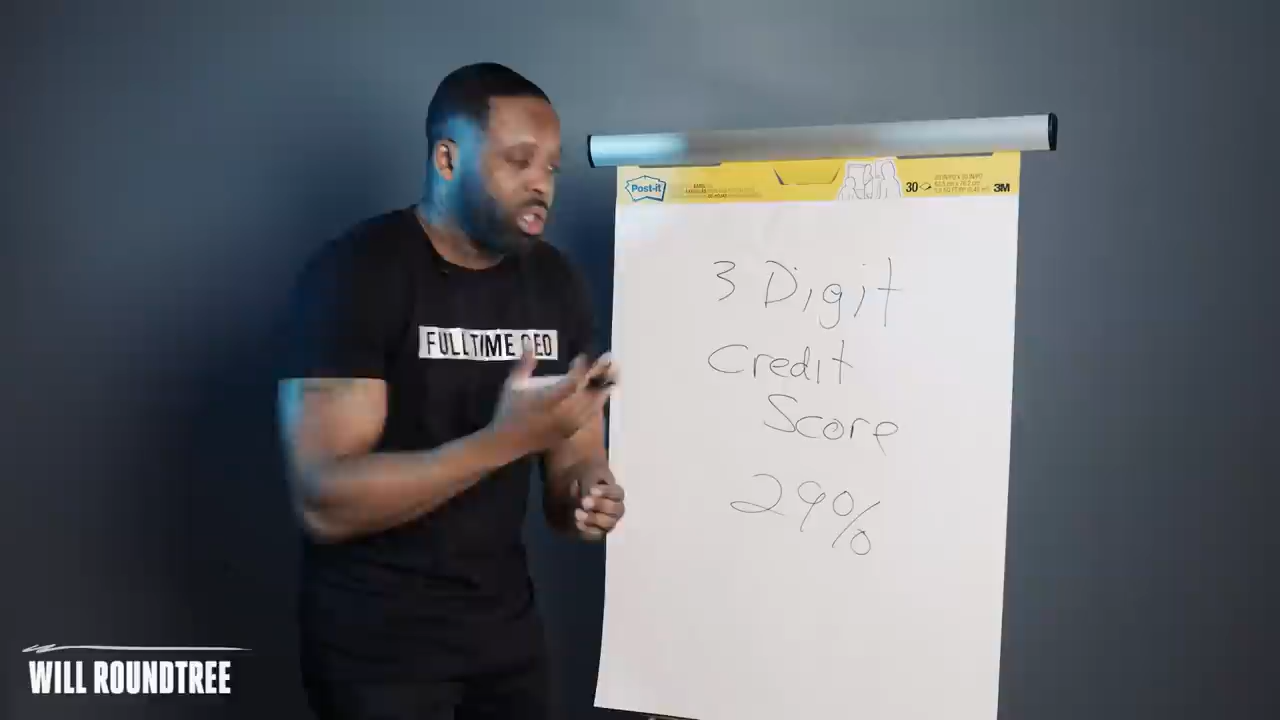 Post-it
30
3M
FULLTIME CEO
3 Digit
Credit
Score
29%
WILL ROUNDTREE